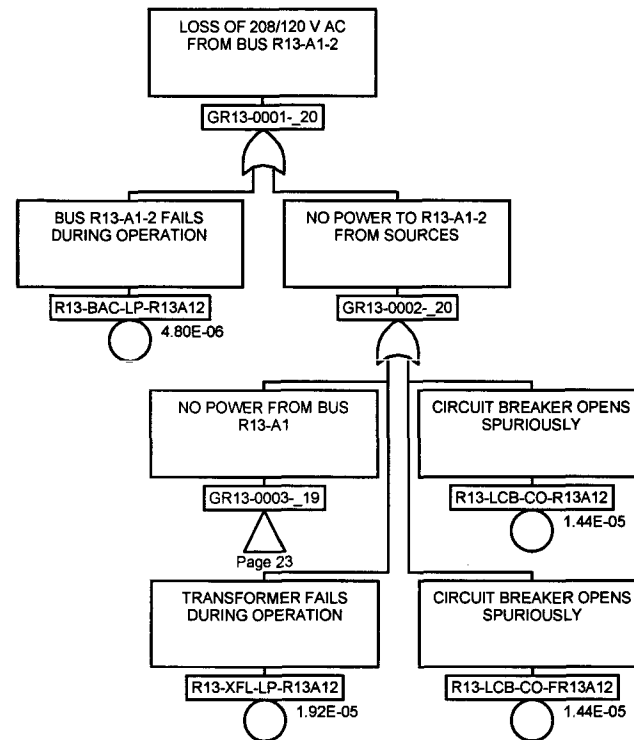 LOSS OF 208/120 V AC
FROM BUS R13-A1-2
GR13-0001-_20
BUS R13-A1-2 FAILS
DURING OPERATION
R13-BAC-LP-R13A12
4.80E-06
NO POWER TO R13-A1-2
FROM SOURCES
GR13-0002-_20
NO POWER FROM BUS
R13-A1
GR13-0003-_19
Page 23
CIRCUIT BREAKER OPENS
SPURIOUSLY
R13-LCB-CO-R13A12
1.44E-05
TRANSFORMER FAILS
DURING OPERATION
R13-XFL-LP-R13A12
1.92E-05
CIRCUIT BREAKER OPENS
SPURIOUSLY
R13-LCB-CO-FR13A12
1.44E-05